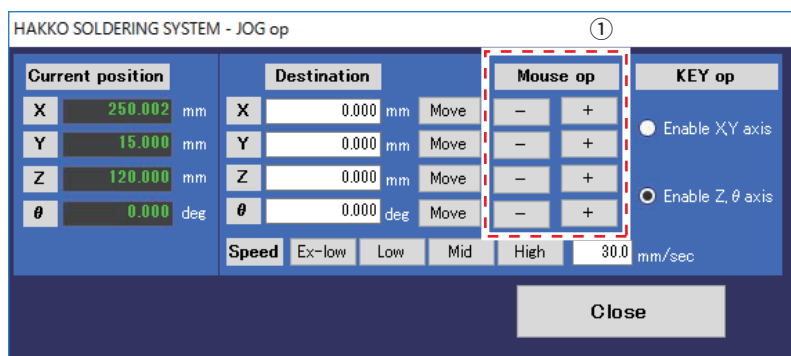 HAKKO SOLDERING SYSTEM - JOG op
①
Current position Destination Mouse op KEY op
X 250.002 mm X 0.000 mm Move - +
Enable X,Y axis
Y 15.000 mm Y 0.000 mm Move - +
Z 120.000 mm Z 0.000 mm Move - +
Enable Z, θ axis
θ 0.000 deg θ 0.000 deg Move - +
Speed Ex-low Low Mid High 30.0 mm/sec
Close